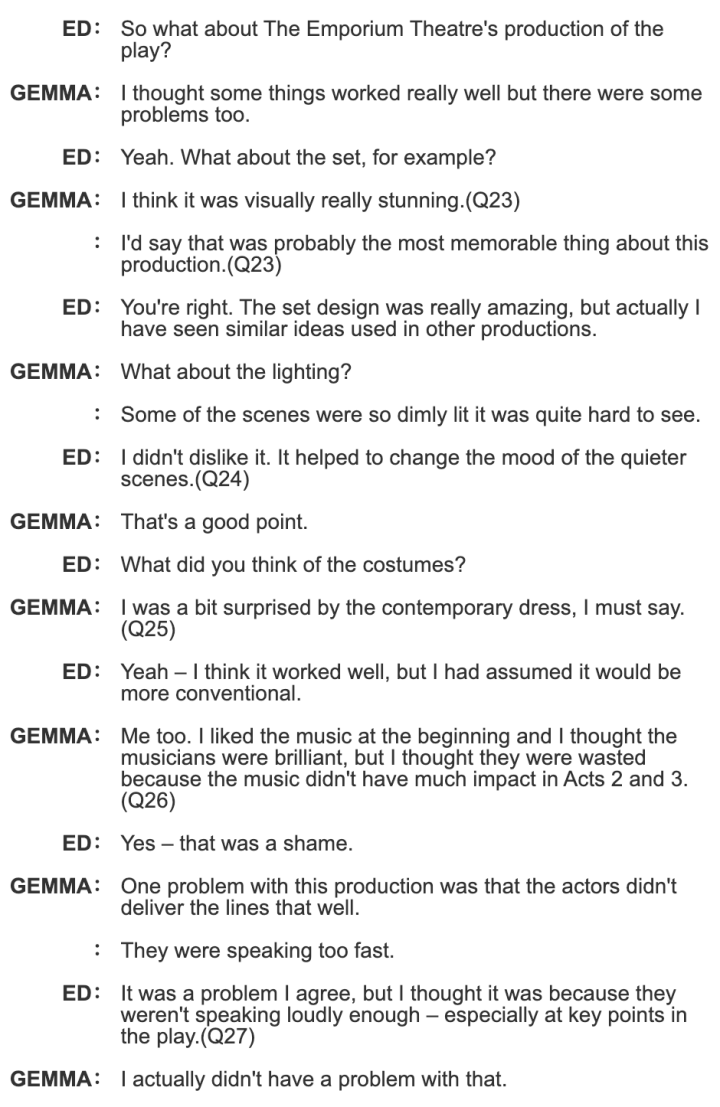 ED: So what about The Emporium Theatre's production of the
play?
GEMMA: I thought some things worked really well but there were some
problems too.
ED: Yeah. What about the set, for example?
GEMMA: I think it was visually really stunning.(Q23)
: I'd say that was probably the most memorable thing about this
production.(Q23)
ED: You're right. The set design was really amazing, but actually I
have seen similar ideas used in other productions.
GEMMA: What about the lighting?
: Some of the scenes were so dimly lit it was quite hard to see.
ED: I didn't dislike it. It helped to change the mood of the quieter
scenes.(Q24)
GEMMA: That's a good point.
ED: What did you think of the costumes?
GEMMA: I was a bit surprised by the contemporary dress, I must say.
(Q25)
ED: Yeah – I think it worked well, but I had assumed it would be
more conventional.
GEMMA: Me too. I liked the music at the beginning and I thought the
musicians were brilliant, but I thought they were wasted
because the music didn't have much impact in Acts 2 and 3.
(Q26)
ED: Yes – that was a shame.
GEMMA: One problem with this production was that the actors didn't
deliver the lines that well.
: They were speaking too fast.
ED: It was a problem I agree, but I thought it was because they
weren't speaking loudly enough – especially at key points in
the play.(Q27)
GEMMA: I actually didn't have a problem with that.